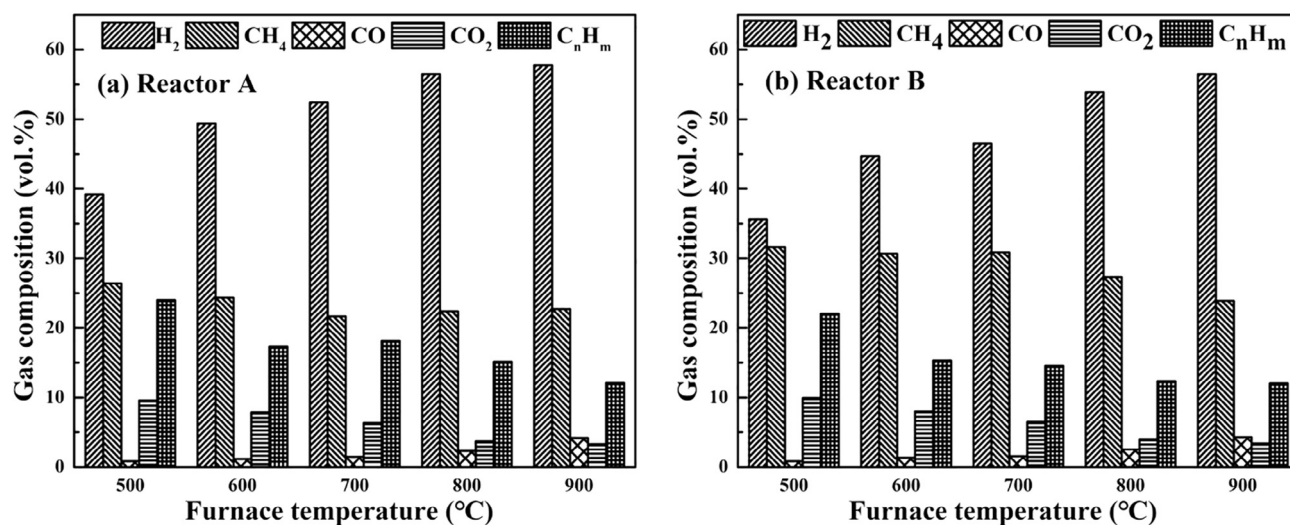 H₂ CH₄ CO CO₂ CₙHₘ
(a) Reactor A
Gas composition (vol.%)
60
50
40
30
20
10
0
500 600 700 800 900
Furnace temperature (°C)
H₂ CH₄ CO CO₂ CₙHₘ
(b) Reactor B
Gas composition (vol.%)
60
50
40
30
20
10
0
500 600 700 800 900
Furnace temperature (°C)